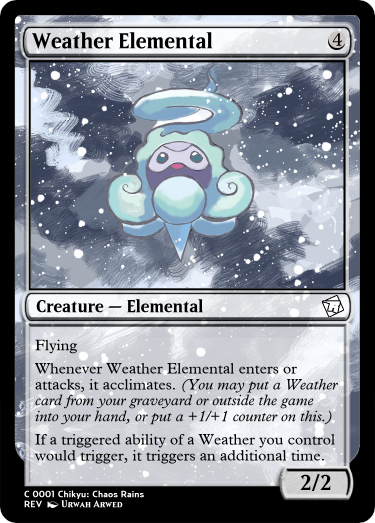 Weather Elemental 4
Creature — Elemental
Flying
Whenever Weather Elemental enters or
attacks, it acclimates. (You may put a Weather
card from your graveyard or outside the game
into your hand, or put a +1/+1 counter on this.)
If a triggered ability of a Weather you control
would trigger, it triggers an additional time.
2/2
C 0001 Chikyu: Chaos Rains
REV Urwah Arwed